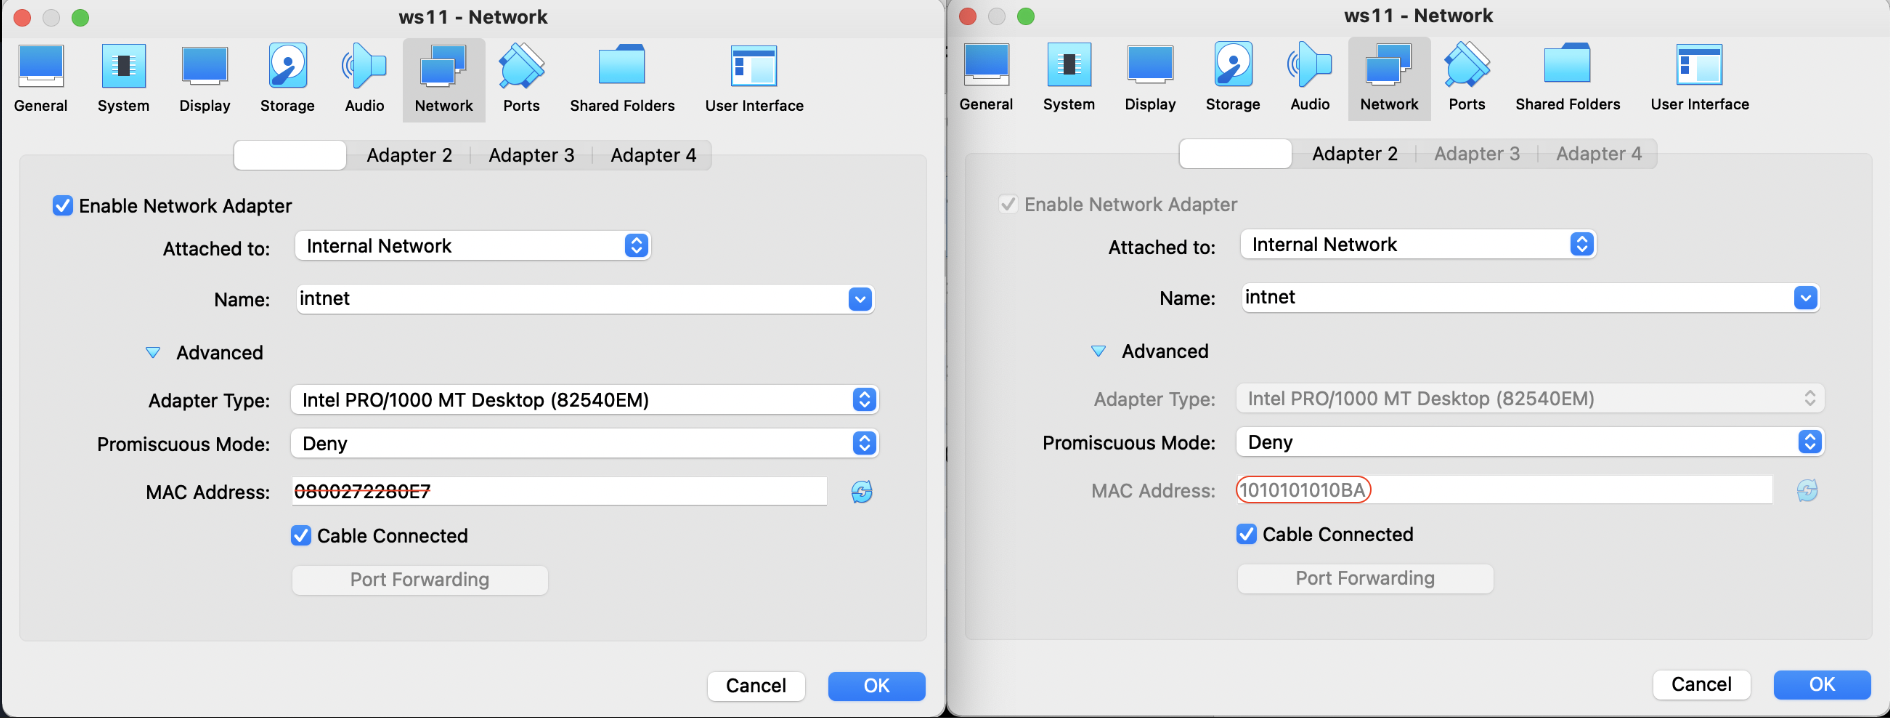 ws11 - Network
General System Display Storage Audio Network Ports Shared Folders User Interface
Adapter 2 Adapter 3 Adapter 4
Enable Network Adapter
Attached to: Internal Network
Name: intnet
Advanced
Adapter Type: Intel PRO/1000 MT Desktop (82540EM)
Promiscuous Mode: Deny
MAC Address: 0800272280E7
Cable Connected
Port Forwarding
Cancel OK
ws11 - Network
General System Display Storage Audio Network Ports Shared Folders User Interface
Adapter 2 Adapter 3 Adapter 4
Enable Network Adapter
Attached to: Internal Network
Name: intnet
Advanced
Adapter Type: Intel PRO/1000 MT Desktop (82540EM)
Promiscuous Mode: Deny
MAC Address: 1010101010BA
Cable Connected
Port Forwarding
Cancel OK